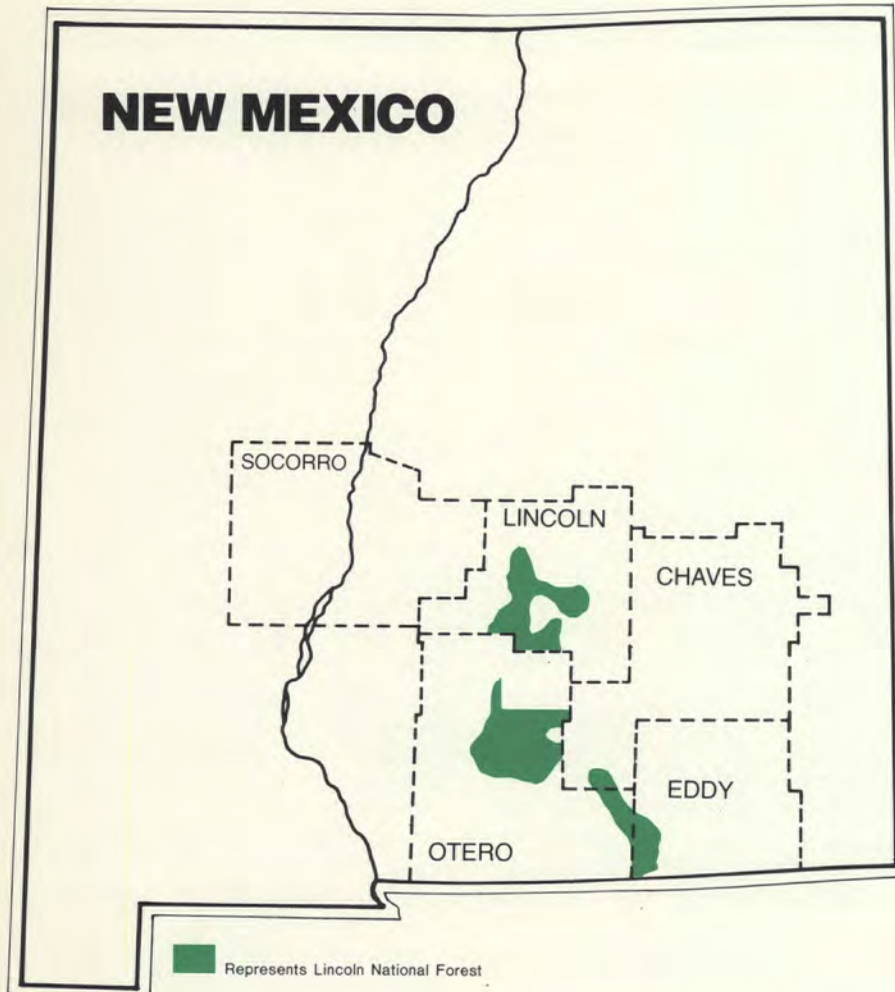 NEW MEXICO
SOCORRO
LINCOLN
CHAVES
EDDY
OTERO
Represents Lincoln National Forest